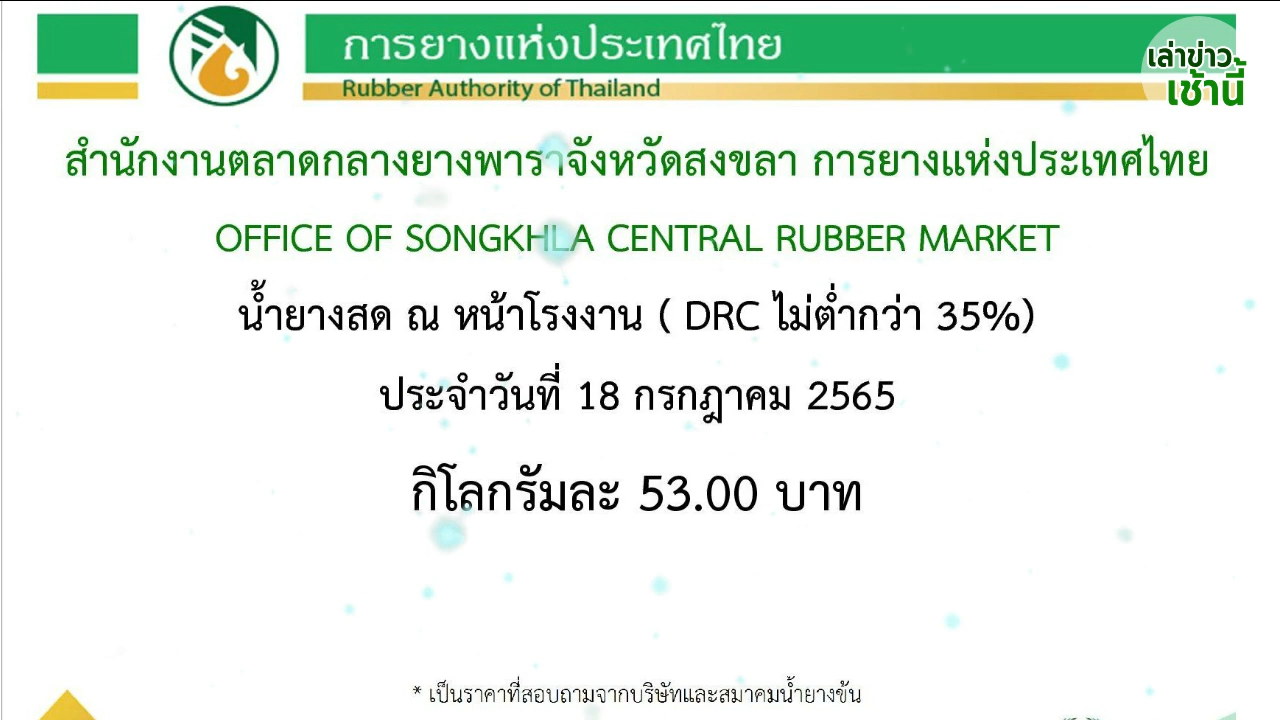 การยางแห่งประเทศไทย
Rubber Authority of Thailand
เล่าข่าว
เช้านี้
สำนักงานตลาดกลางยางพาราจังหวัดสงขลา การยางแห่งประเทศไทย
OFFICE OF SONGKHLA CENTRAL RUBBER MARKET
น้ำยางสด ณ หน้าโรงงาน ( DRC ไม่ต่ำกว่า 35%)
ประจำวันที่ 18 กรกฎาคม 2565
กิโลกรัมละ 53.00 บาท
* เป็นราคาที่สอบถามจากบริษัทและสมาคมน้ำยางข้น